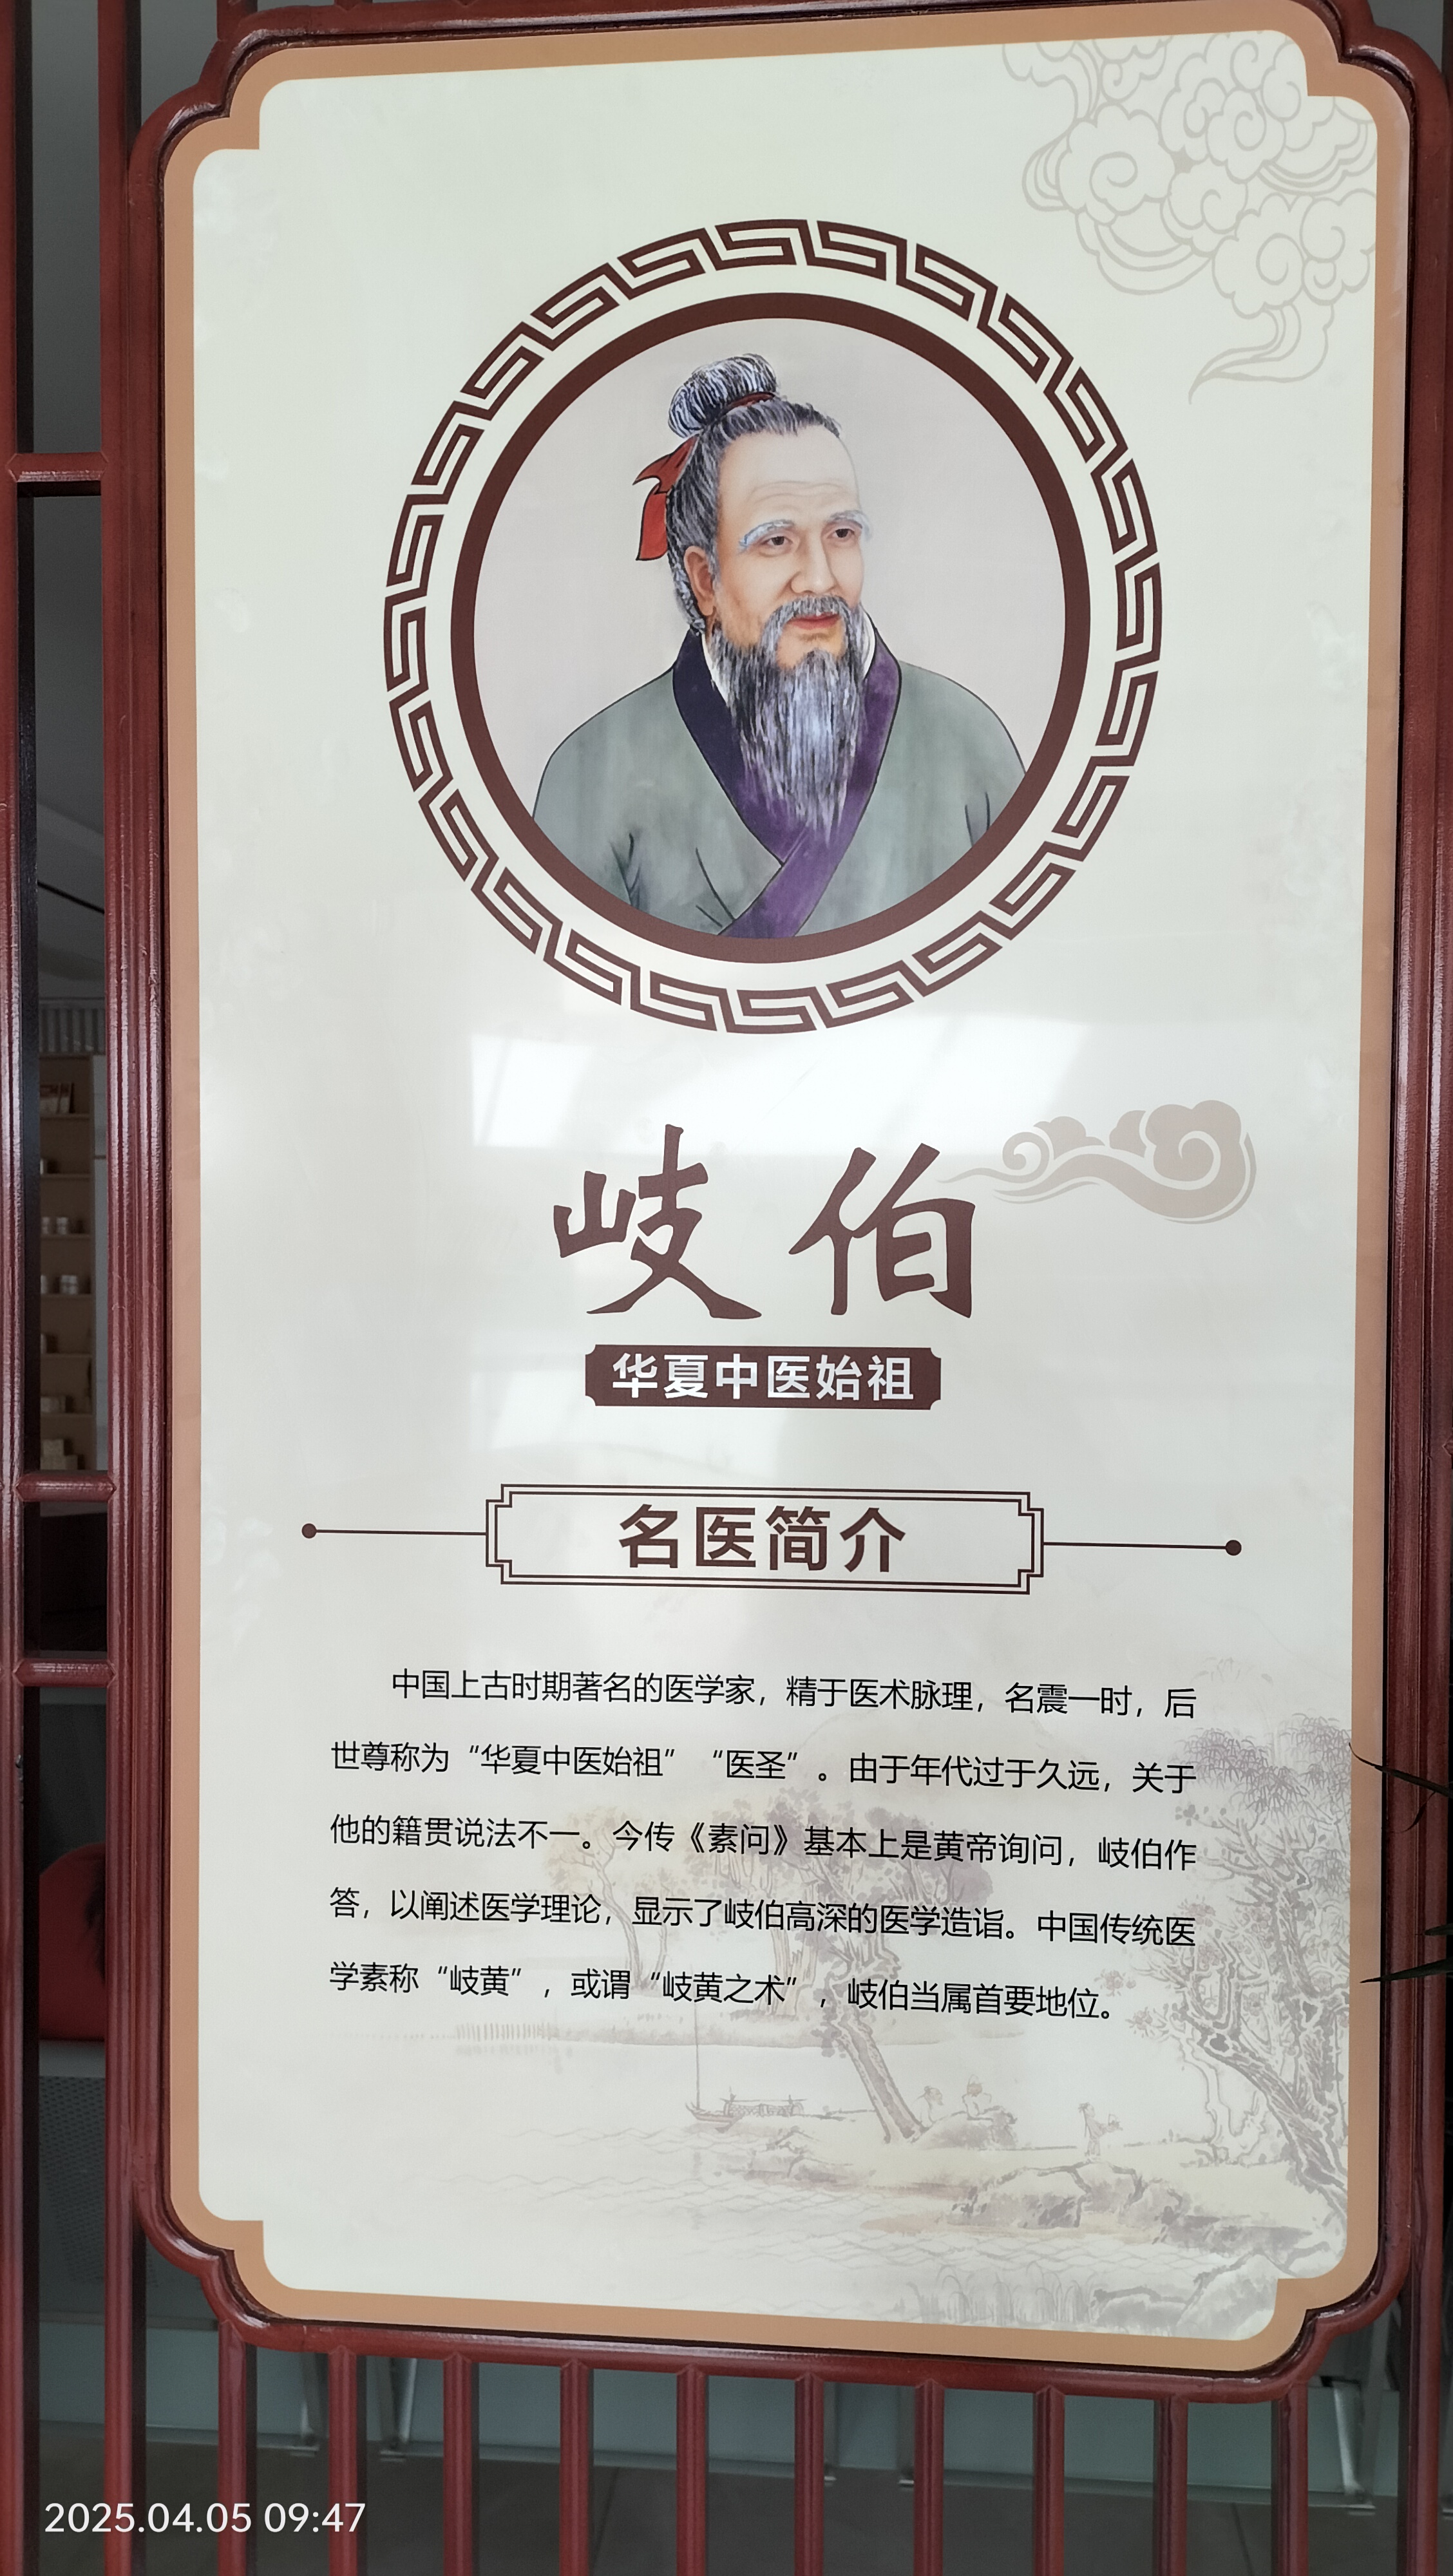 岐伯
华夏中医始祖
名医简介
中国上古时期著名的医学家，精于医术脉理，名震一时，后
世尊称为“华夏中医始祖”“医圣”。由于年代过于久远，关于
他的籍贯说法不一。今传《素问》基本上是黄帝询问，岐伯作
答，以阐述医学理论，显示了岐伯高深的医学造诣。中国传统医
学素称“岐黄”，或谓“岐黄之术”，岐伯当属首要地位。
2025.04.05 09:47